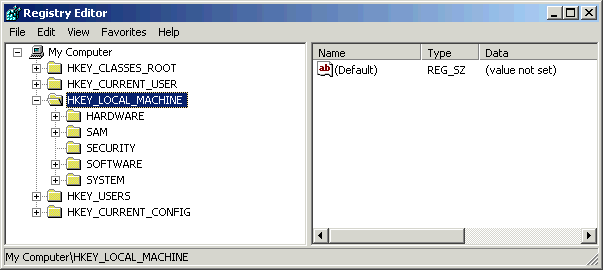 Registry Editor
File Edit View Favorites Help
My Computer
HKEY_CLASSES_ROOT
HKEY_CURRENT_USER
HKEY_LOCAL_MACHINE
HARDWARE
SAM
SECURITY
SOFTWARE
SYSTEM
HKEY_USERS
HKEY_CURRENT_CONFIG
Name Type Data
ab (Default) REG_SZ (value not set)
My Computer\HKEY_LOCAL_MACHINE